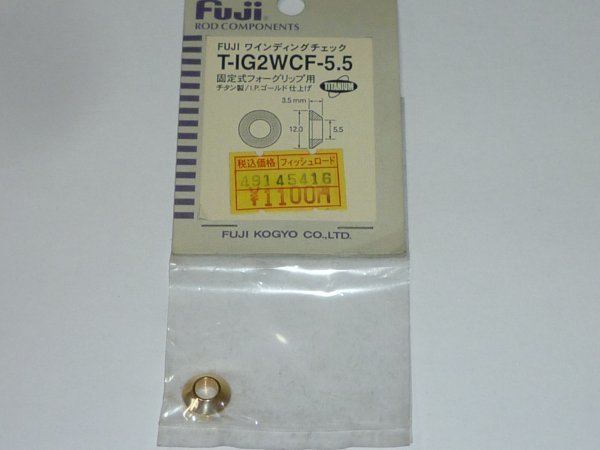 Fuji
ROD COMPONENTS
FUJI ワインディングチェック
T-IG2WCF-5.5
固定式フォーグリップ用
チタン製/I.P.ゴールド仕上げ
TITANIUM
3.5mm
12.0
5.5
税込価格 フィッシュロード
49145416
¥1100円
FUJI KOGYO CO.,LTD.